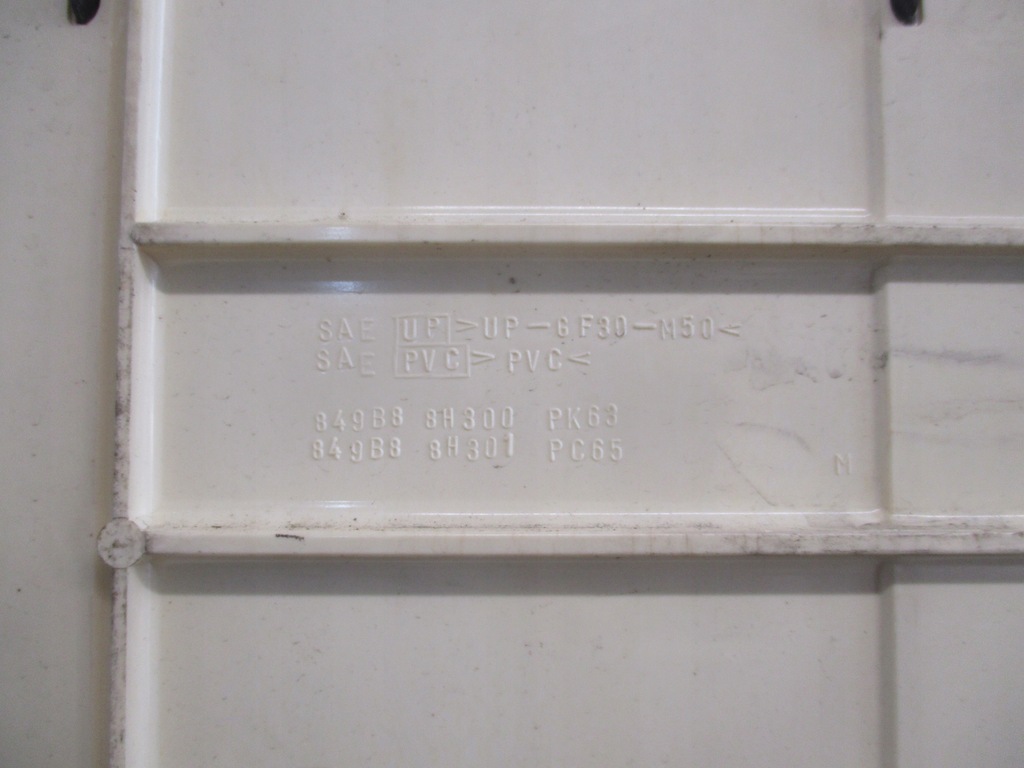 SAE UP >UP-GF30-M50<
SAE PVC >PVC<
849B8 8H300 PK63
849B8 8H301 PC65
M